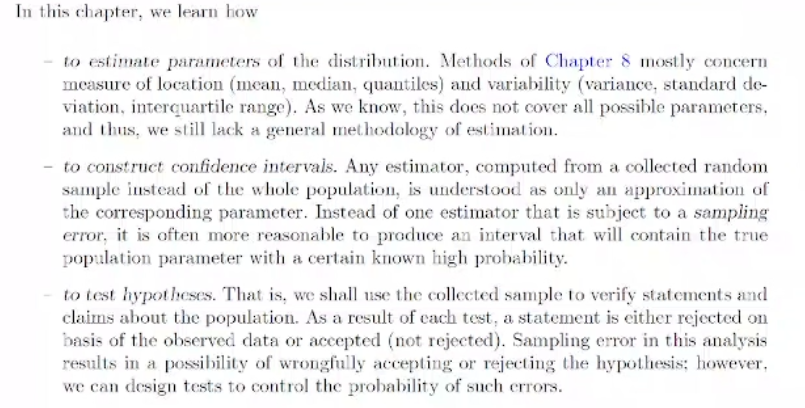 In this chapter, we learn how
– to estimate parameters of the distribution. Methods of Chapter 8 mostly concern
measure of location (mean, median, quantiles) and variability (variance, standard de-
viation, interquartile range). As we know, this does not cover all possible parameters,
and thus, we still lack a general methodology of estimation.
– to construct confidence intervals. Any estimator, computed from a collected random
sample instead of the whole population, is understood as only an approximation of
the corresponding parameter. Instead of one estimator that is subject to a sampling
error, it is often more reasonable to produce an interval that will contain the true
population parameter with a certain known high probability.
– to test hypotheses. That is, we shall use the collected sample to verify statements and
claims about the population. As a result of each test, a statement is either rejected on
basis of the observed data or accepted (not rejected). Sampling error in this analysis
results in a possibility of wrongfully accepting or rejecting the hypothesis; however,
we can design tests to control the probability of such errors.